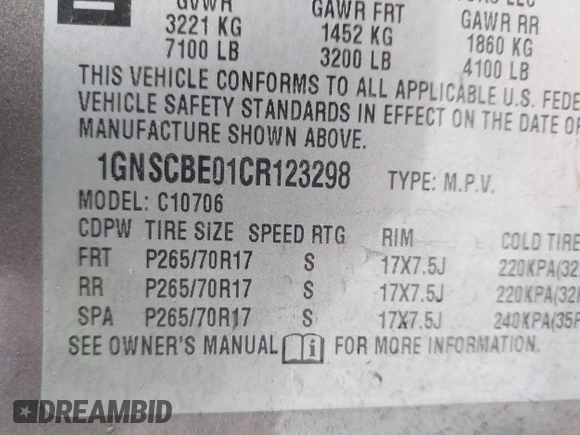 GVWR GAWR FRT GAWR RR
3221 KG 1452 KG 1860 KG
7100 LB 3200 LB 4100 LB
THIS VEHICLE CONFORMS TO ALL APPLICABLE U.S. FEDE
VEHICLE SAFETY STANDARDS IN EFFECT ON THE DATE OF
MANUFACTURE SHOWN ABOVE.
1GNSCBE01CR123298 TYPE: M.P.V.
MODEL: C10706
CDPW TIRE SIZE SPEED RTG RIM COLD TIRE
FRT P265/70R17 S 17X7.5J 220KPA(32
RR P265/70R17 S 17X7.5J 220KPA(32
SPA P265/70R17 S 17X7.5J 240KPA(35P
SEE OWNER'S MANUAL i FOR MORE INFORMATION.
DREAMBID